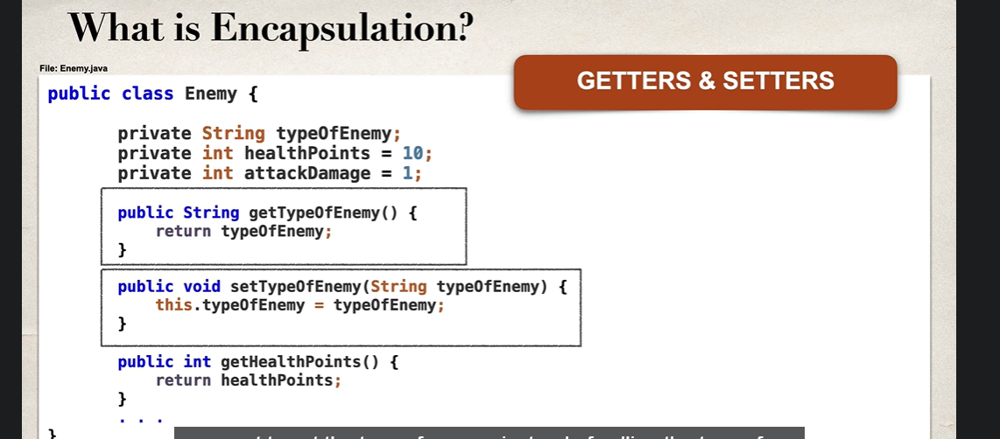 What is Encapsulation?
File: Enemy.java
GETTERS & SETTERS
public class Enemy {
private String typeOfEnemy;
private int healthPoints = 10;
private int attackDamage = 1;
public String getTypeOfEnemy() {
return typeOfEnemy;
}
public void setTypeOfEnemy(String typeOfEnemy) {
this.typeOfEnemy = typeOfEnemy;
}
public int getHealthPoints() {
return healthPoints;
}
. . .
}